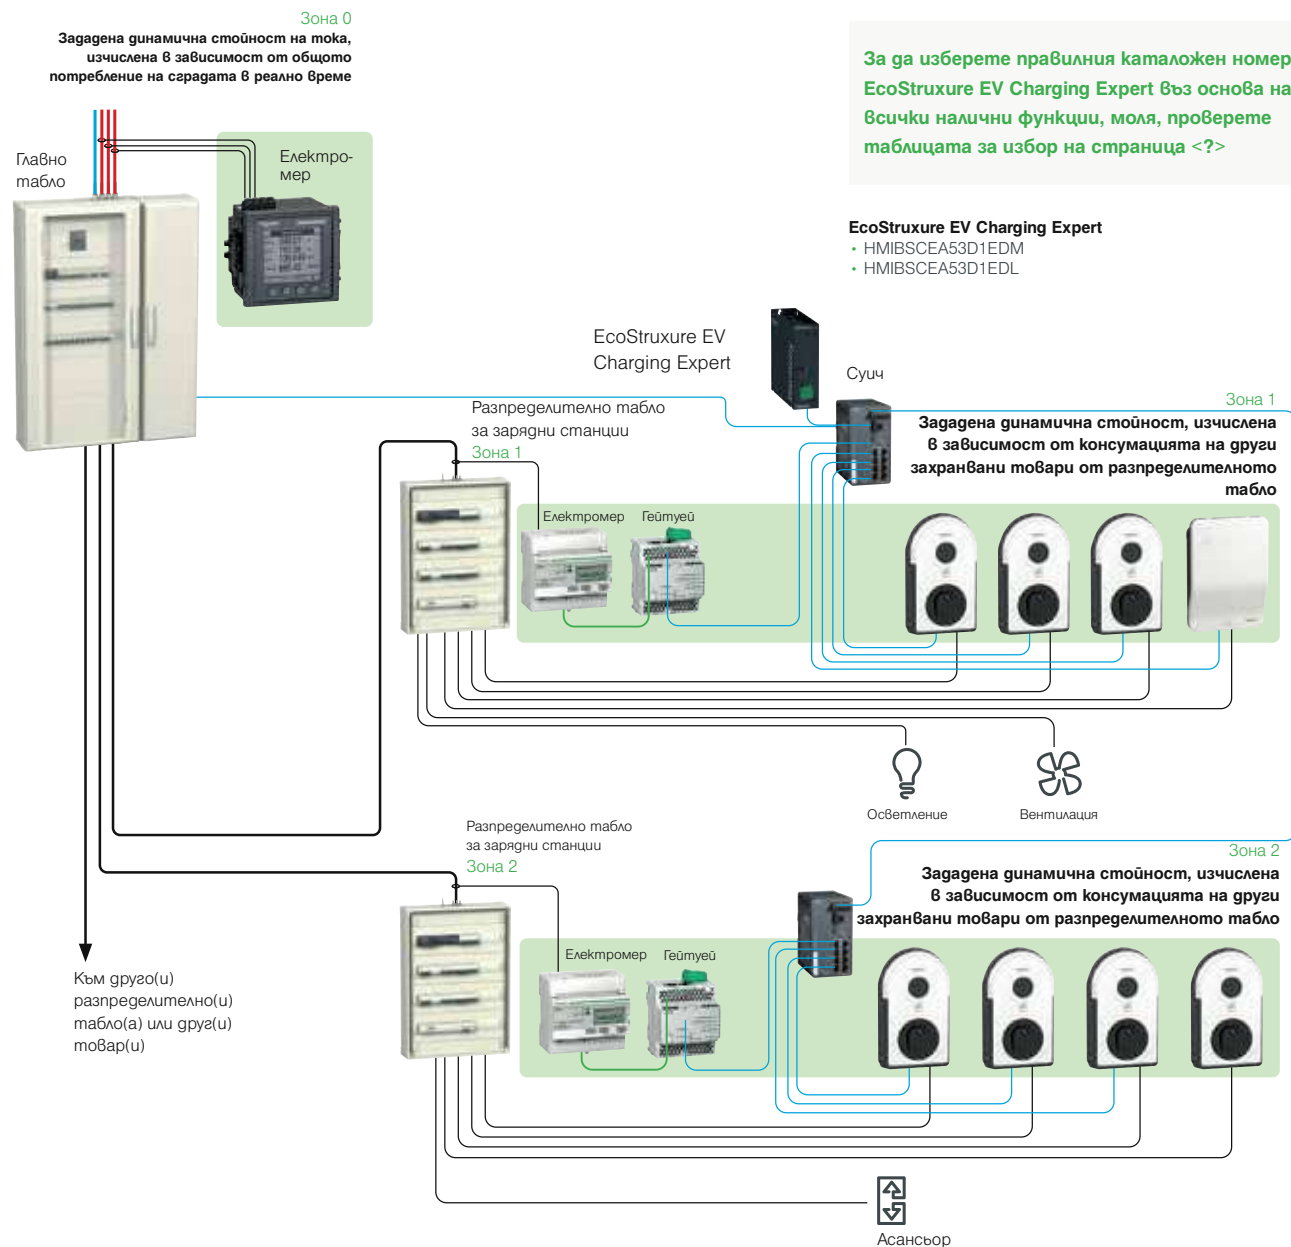 Зона 0
Зададена динамична стойност на тока,
изчислена в зависимост от общото
потребление на сградата в реално време
За да изберете правилния каталожен номер
EcoStruxure EV Charging Expert въз основа на
всички налични функции, моля, проверете
таблицата за избор на страница <?>
Главно
табло
Електро-
мер
EcoStruxure EV Charging Expert
• HMIBSCEA53D1EDM
• HMIBSCEA53D1EDL
EcoStruxure EV
Charging Expert
Суич
Разпределително табло
за зарядни станции
Зона 1
Зона 1
Зададена динамична стойност, изчислена
в зависимост от консумацията на други
захранвани товари от разпределителното
табло
Електромер
Гейтуей
Осветление
Вентилация
Разпределително табло
за зарядни станции
Зона 2
Зона 2
Зададена динамична стойност, изчислена
в зависимост от консумацията на други
захранвани товари от разпределителното табло
Електромер
Гейтуей
Към друго(и)
разпределително(и)
табло(а) или друг(и)
товар(и)
Асансьор